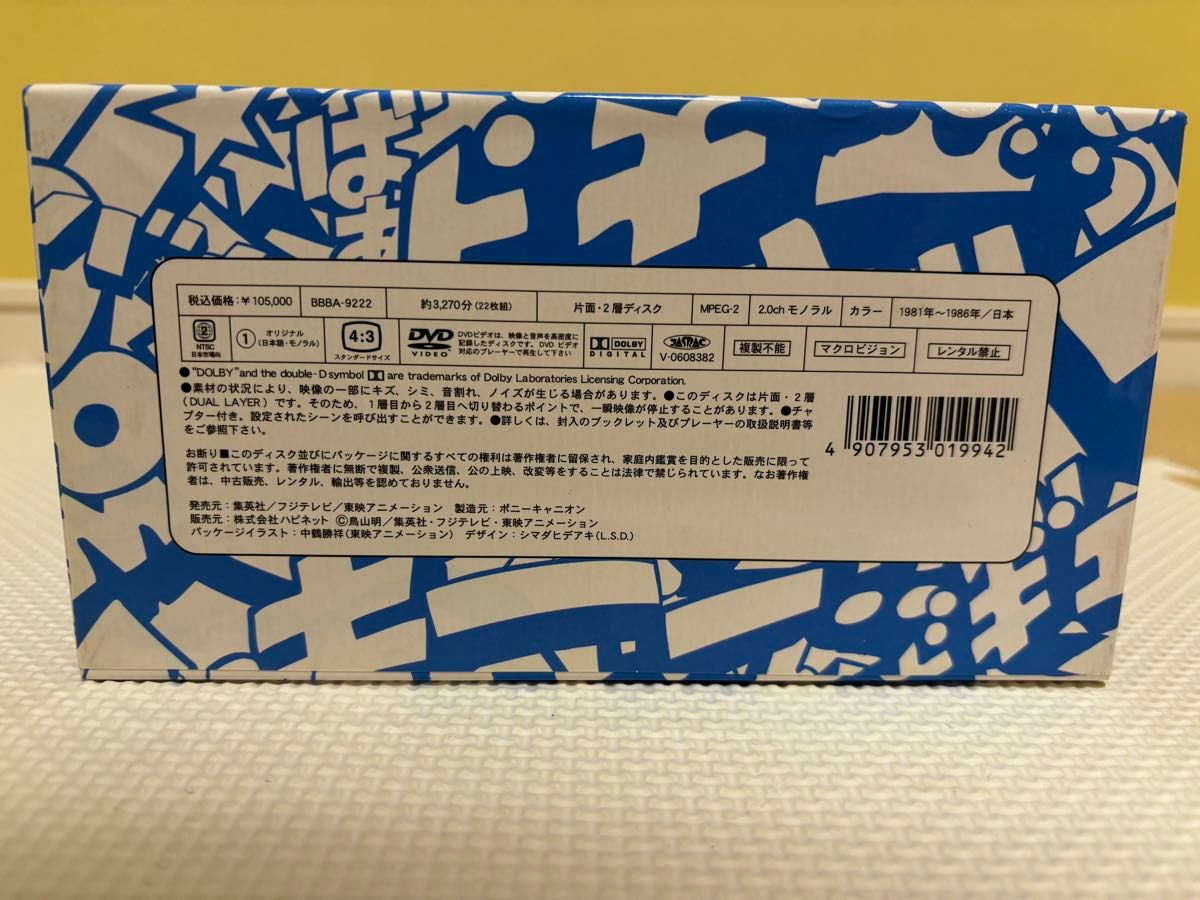 税込価格：￥105,000 BBBA-9222 約3,270分（22枚組） 片面・2層ディスク MPEG-2 2.0ch モノラル カラー 1981年～1986年／日本
2 NTSC 日本市場向 1 オリジナル（日本語・モノラル） 4:3 スタンダードサイズ DVD VIDEO DVDビデオは、映像と音声を高密度に記録したディスクです。DVD ビデオ対応のプレーヤーで再生して下さい DOLBY DIGITAL JASRAC V-0608382 複製不能 マクロビジョン レンタル禁止
●"DOLBY"and the double-D symbol are trademarks of Dolby Laboratories Licensing Corporation.
●素材の状況により、映像の一部にキズ、シミ、音割れ、ノイズが生じる場合があります。●このディスクは片面・2層
(DUAL LAYER)です。そのため、1層目から2層目へ切り替わるポイントで、一瞬映像が停止することがあります。●チャ
プター付き。設定されたシーンを呼び出すことができます。●詳しくは、封入のブックレット及びプレーヤーの取扱説明書等
をご参照下さい。
4 907953 019942
お断り■このディスク並びにパッケージに関するすべての権利は著作権者に留保され、家庭内鑑賞を目的とした販売に限って
許可されています。著作権者に無断で複製、公衆送信、公の上映、改変等をすることは法律で禁じられています。なお著作権
者は、中古販売、レンタル、輸出等を認めておりません。
発売元：集英社／フジテレビ／東映アニメーション 製造元：ポニーキャニオン
販売元：株式会社ハピネット Ⓒ鳥山明／集英社・フジテレビ・東映アニメーション
パッケージイラスト：中鶴勝祥（東映アニメーション） デザイン：シマダヒデアキ(L.S.D.)